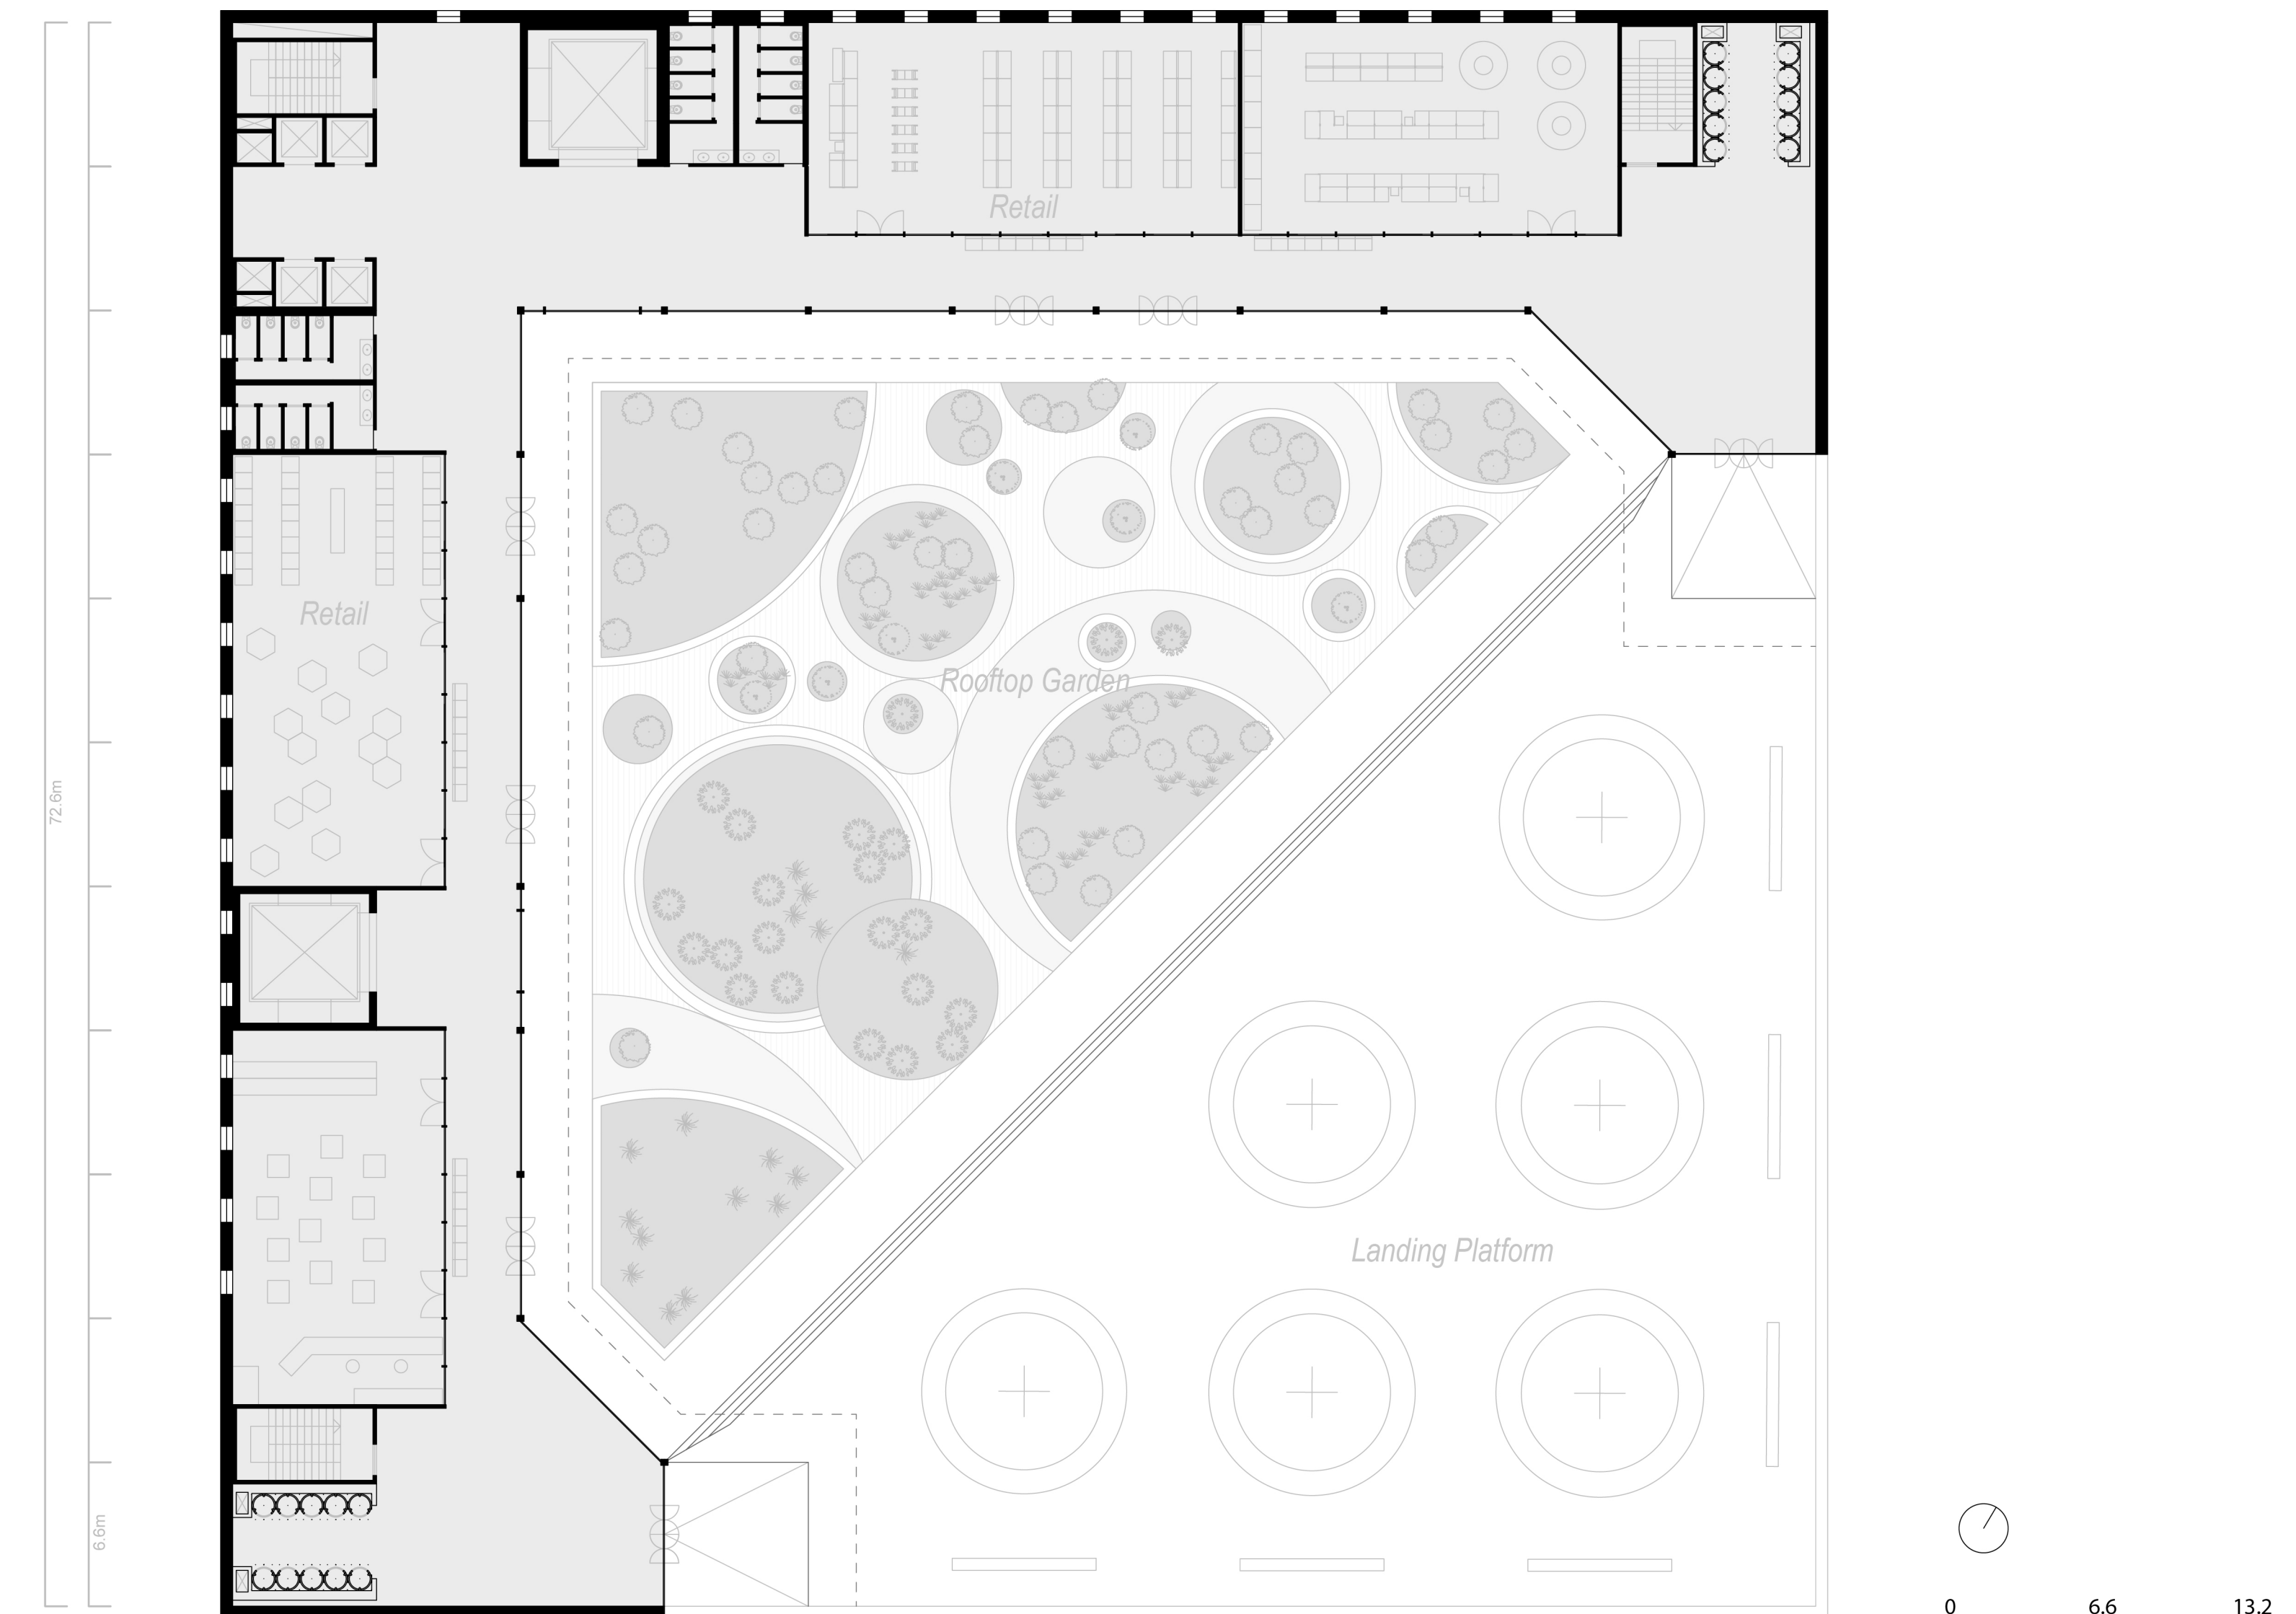 Retail
Retail
Rooftop Garden
72.6m
Landing Platform
6.6m
0 6.6 13.2